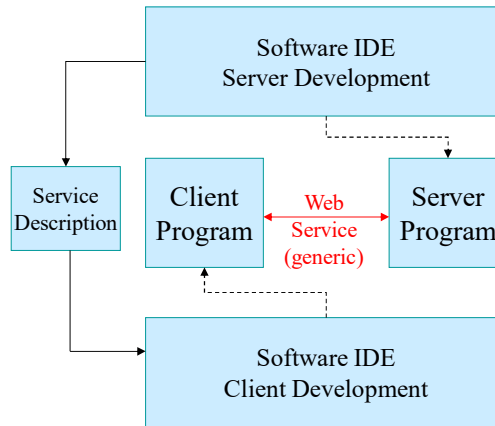 Software IDE
Server Development
Service
Description
Client
Program
Web
Service
(generic)
Server
Program
Software IDE
Client Development